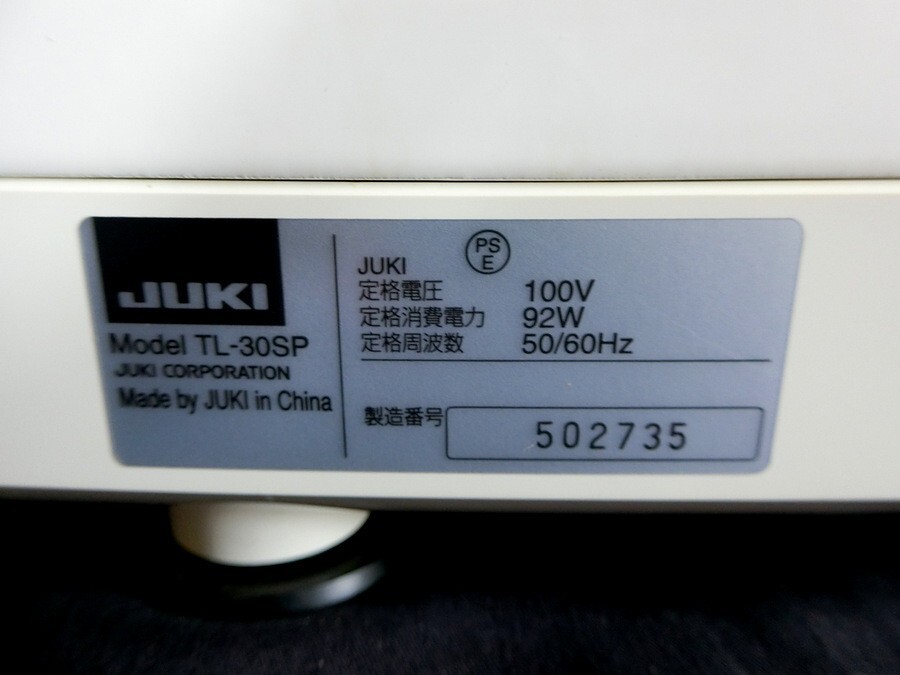 JUKI
Model TL-30SP
JUKI CORPORATION
Made by JUKI in China
PS
E
JUKI
定格電圧 100V
定格消費電力 92W
定格周波数 50/60Hz
製造番号 502735